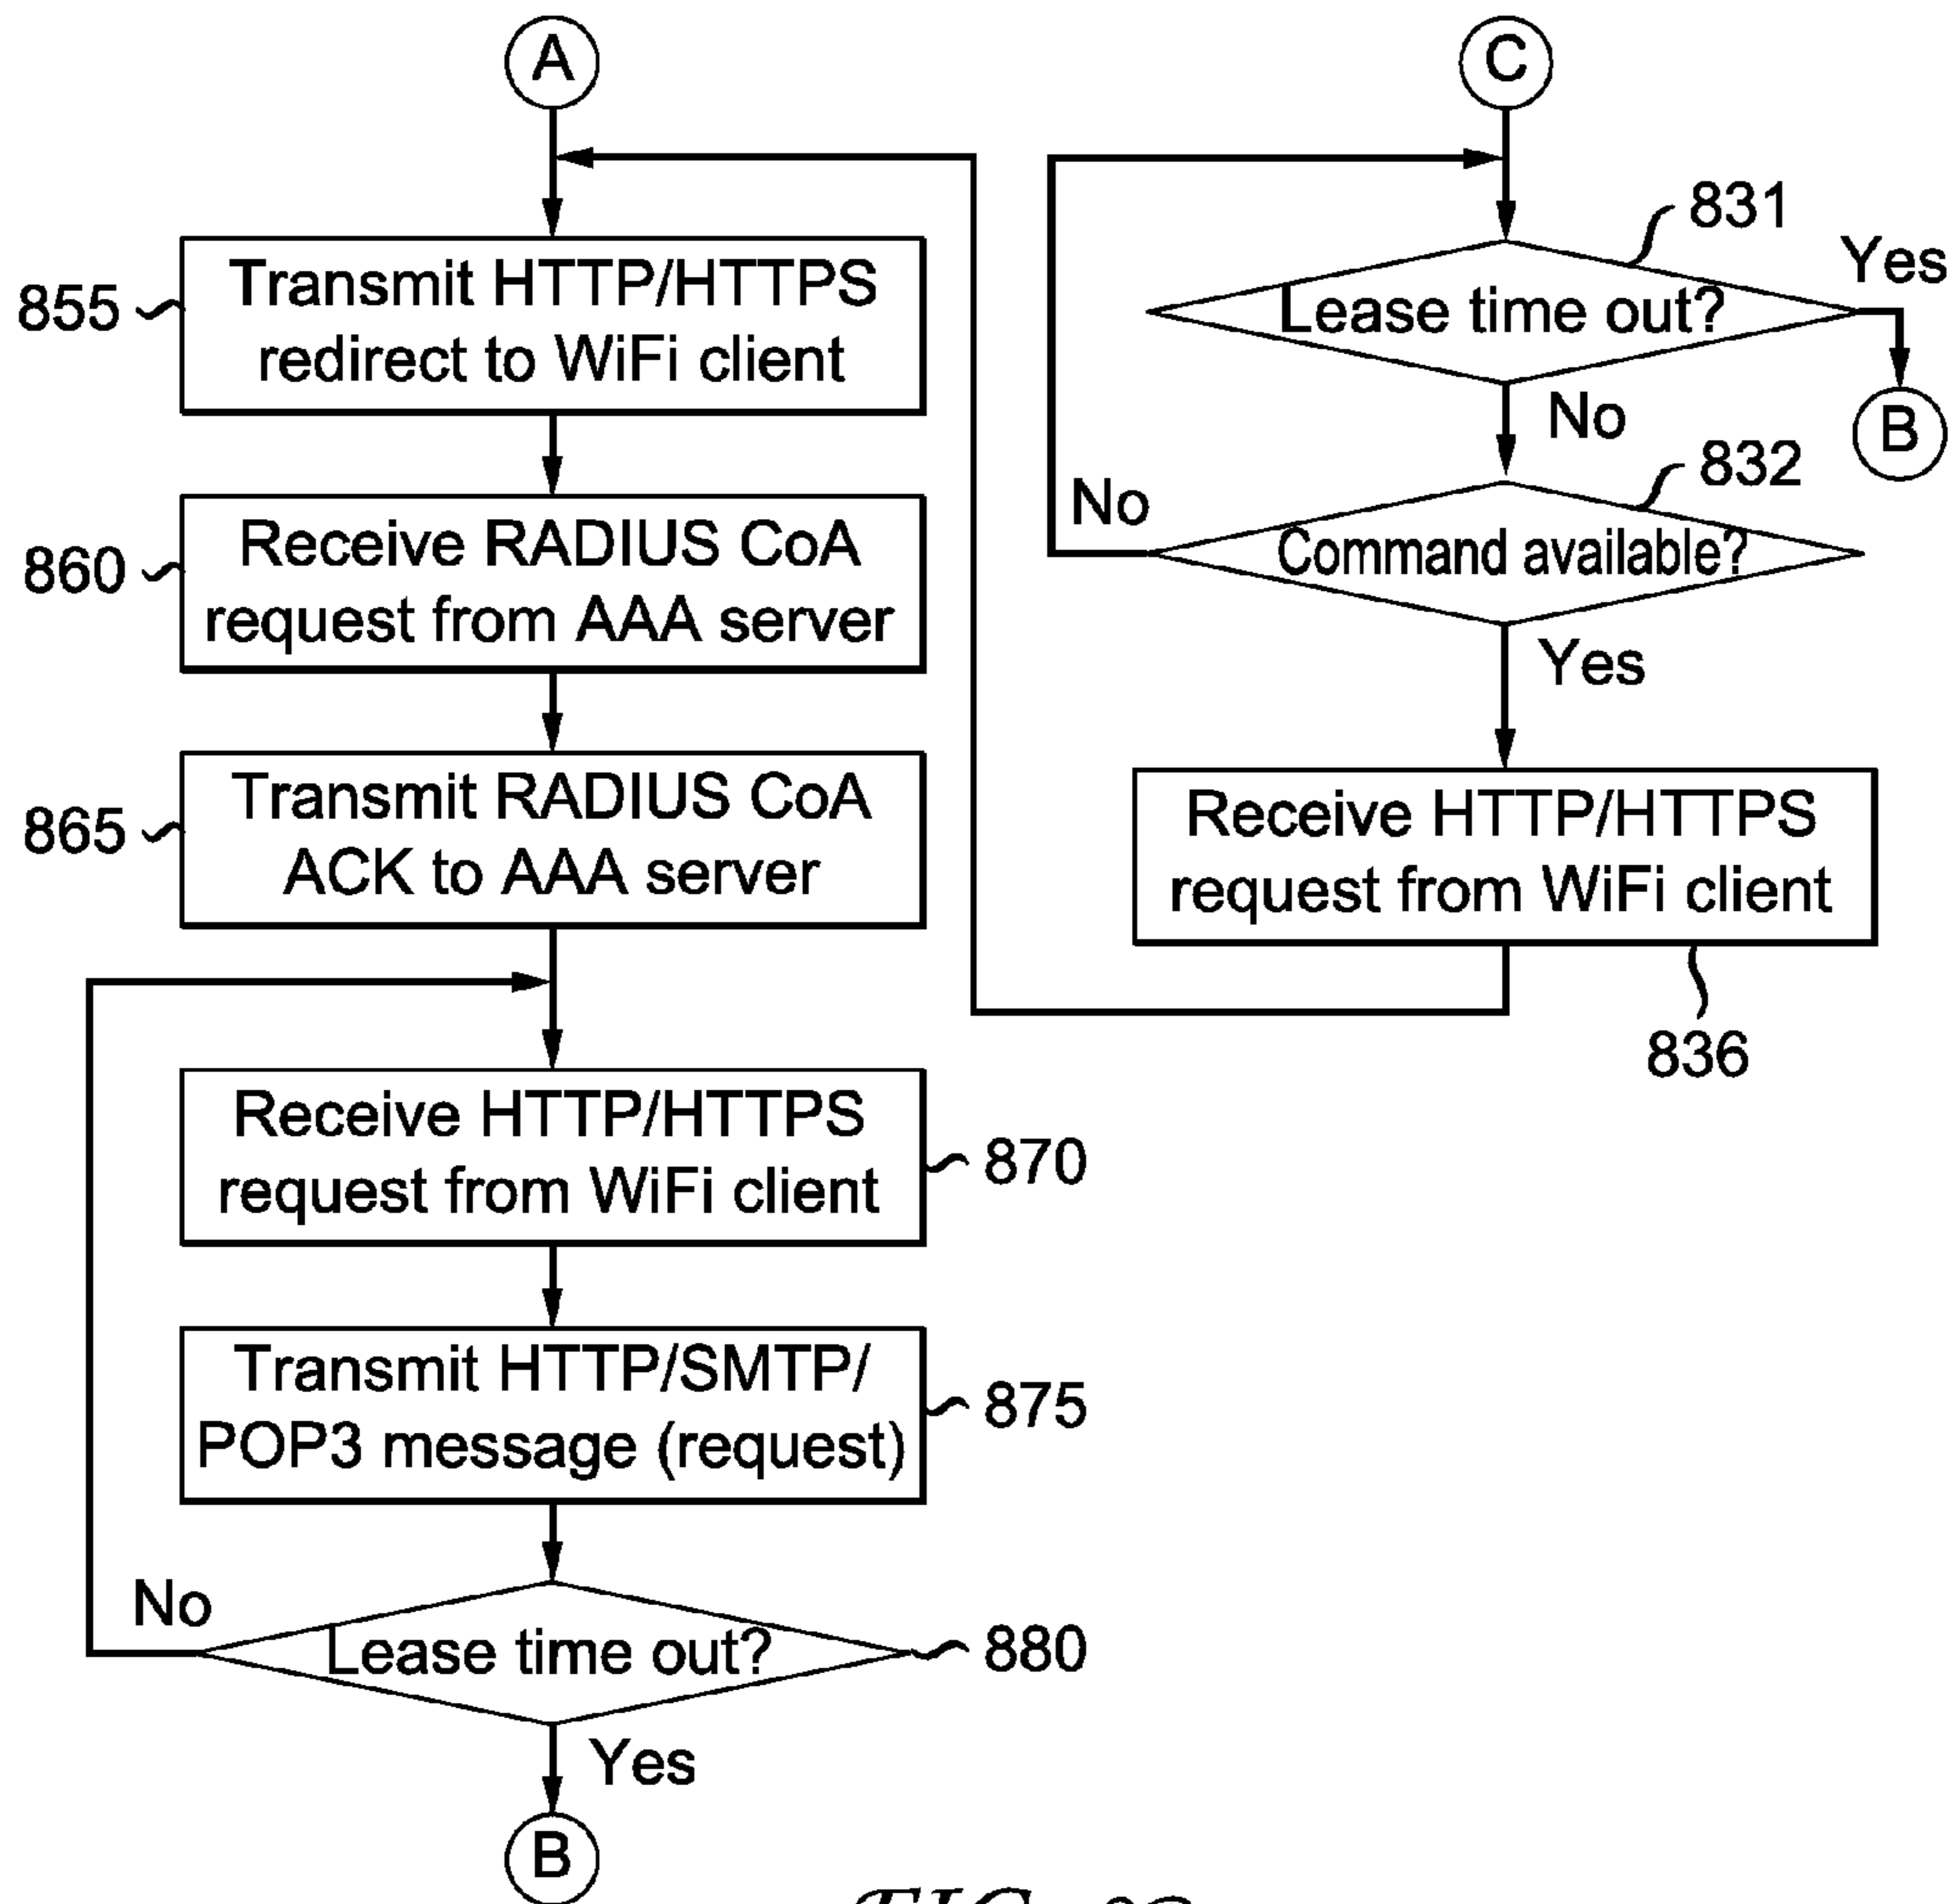 A
855
Transmit HTTP/HTTPS
redirect to WiFi client
860
Receive RADIUS CoA
request from AAA server
865
Transmit RADIUS CoA
ACK to AAA server
Receive HTTP/HTTPS
request from WiFi client
870
Transmit HTTP/SMTP/
POP3 message (request)
875
No
Lease time out?
880
Yes
B
C
831
Lease time out?
Yes
B
No
832
No
Command available?
Yes
Receive HTTP/HTTPS
request from WiFi client
836